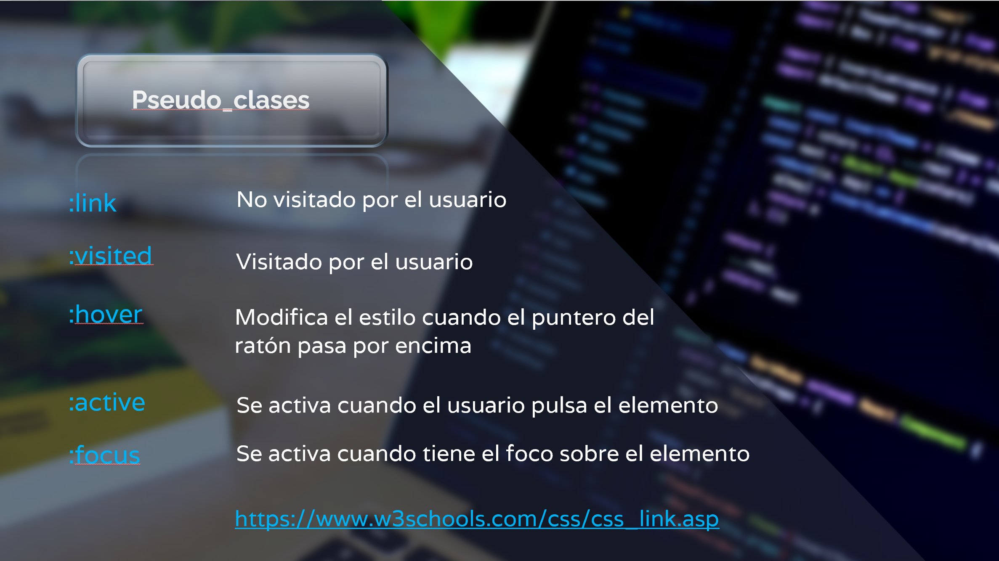 Pseudo_clases
:link
No visitado por el usuario
:visited
Visitado por el usuario
:hover
Modifica el estilo cuando el puntero del
ratón pasa por encima
:active
Se activa cuando el usuario pulsa el elemento
:focus
Se activa cuando tiene el foco sobre el elemento
https://www.w3schools.com/css/css_link.asp